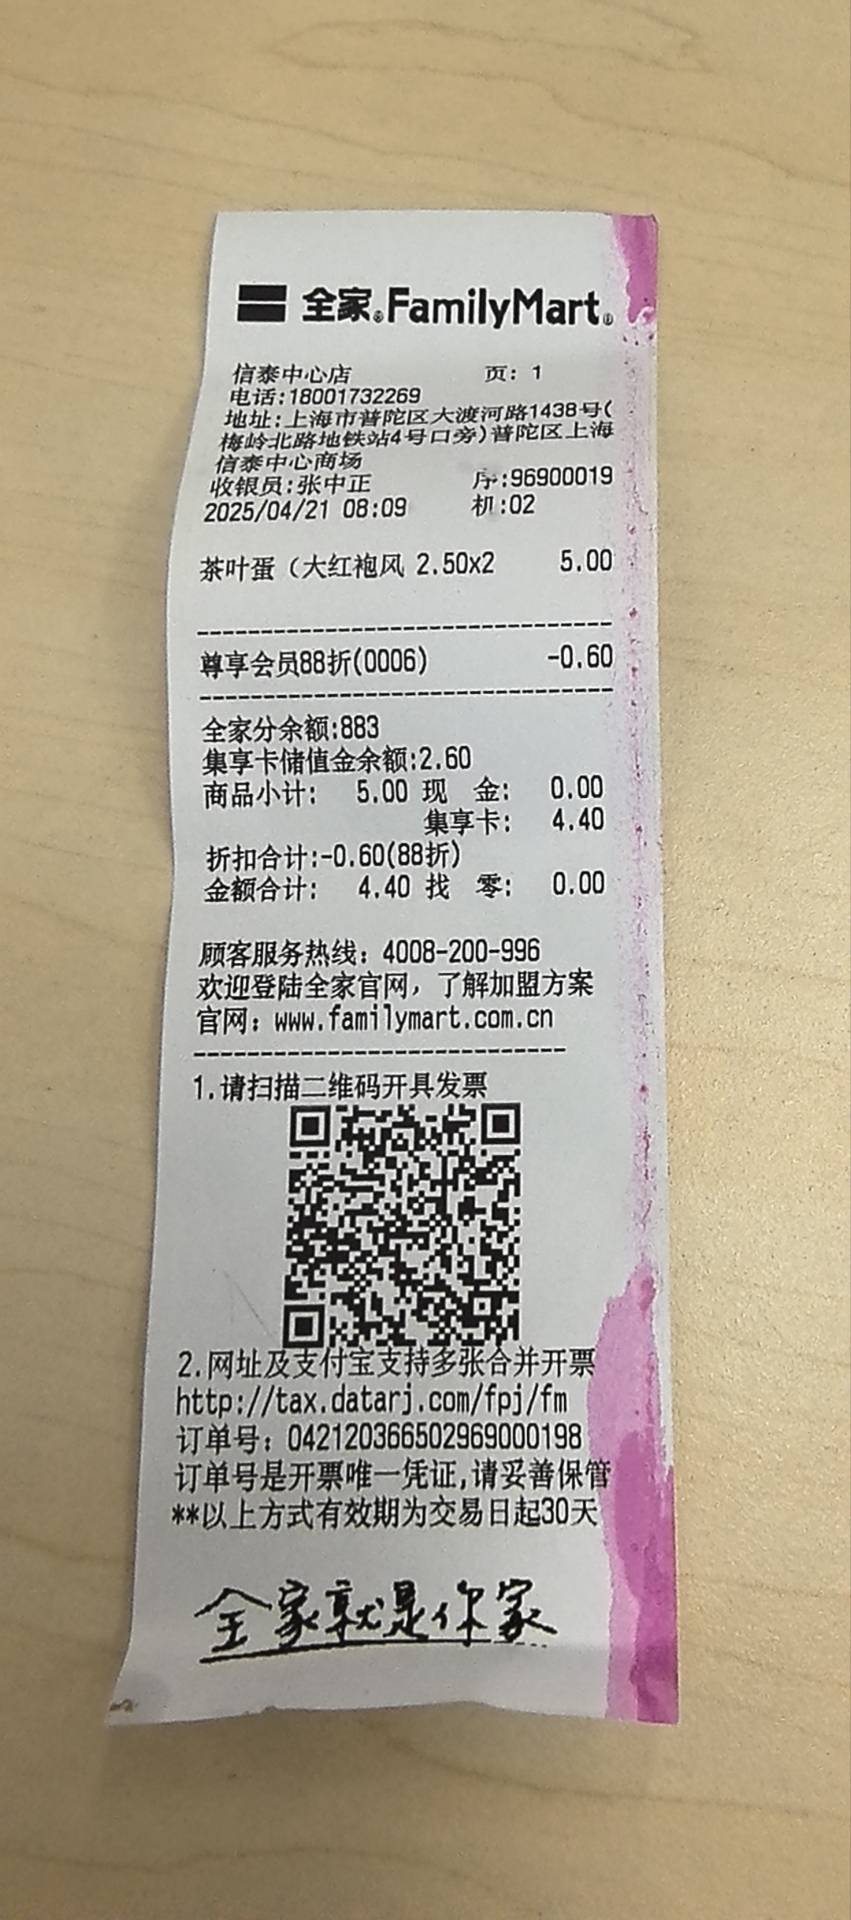 全家®FamilyMart®
信泰中心店 页: 1
电话:18001732269
地址:上海市普陀区大渡河路1438号(
梅岭北路地铁站4号口旁)普陀区上海
信泰中心商场
收银员:张中正 序:96900019
2025/04/21 08:09 机:02
茶叶蛋（大红袍风 2.50x2 5.00
--------------------------------
尊享会员88折(0006) -0.60
--------------------------------
全家分余额:883
集享卡储值金余额:2.60
商品小计: 5.00 现 金: 0.00
集享卡: 4.40
折扣合计:-0.60(88折)
金额合计: 4.40 找 零: 0.00
顾客服务热线: 4008-200-996
欢迎登陆全家官网，了解加盟方案
官网: www.familymart.com.cn
-----------------------------
1.请扫描二维码开具发票
2.网址及支付宝支持多张合并开票
http://tax.datarj.com/fpj/fm
订单号: 0421203665029690001​98
订单号是开票唯一凭证,请妥善保管
**以上方式有效期为交易日起30天
全家就是你家